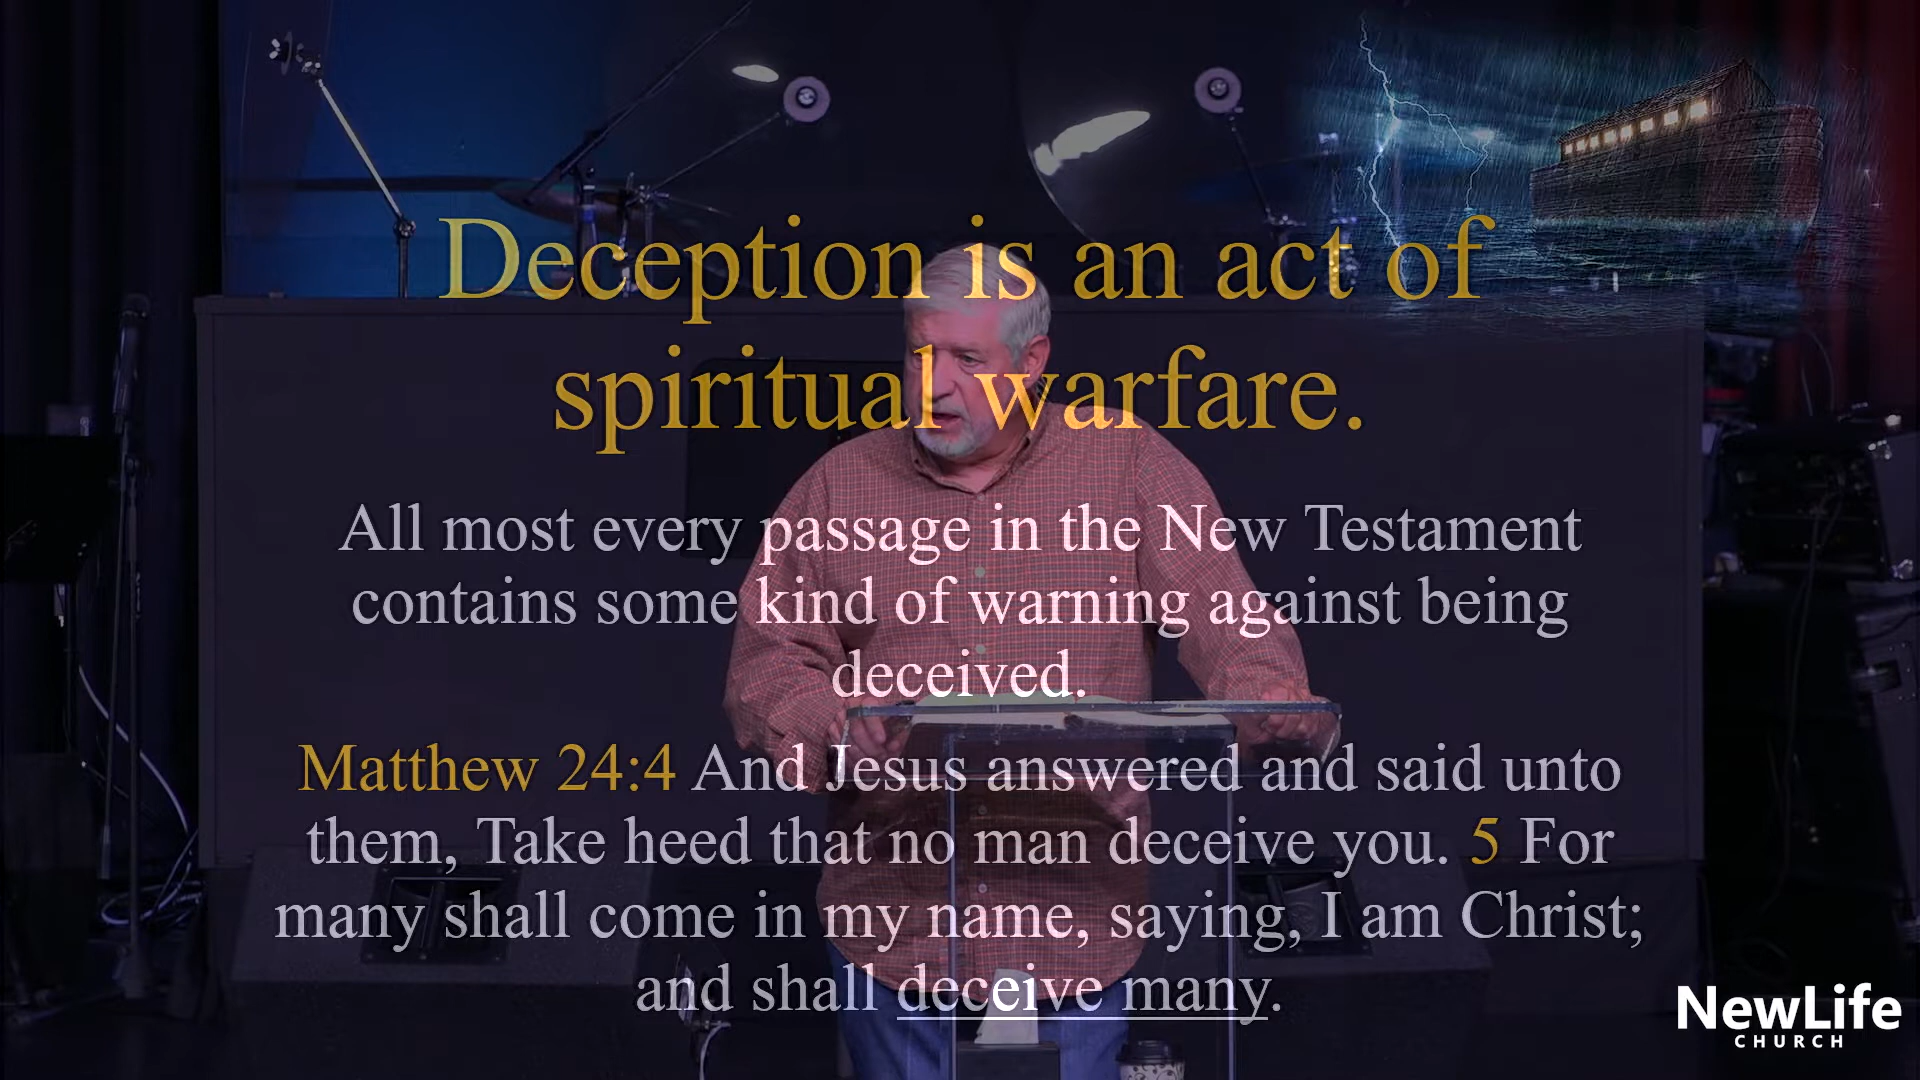 Deception is an act of
spiritual warfare.
All most every passage in the New Testament
contains some kind of warning against being
deceived.
Matthew 24:4 And Jesus answered and said unto
them, Take heed that no man deceive you. 5 For
many shall come in my name, saying, I am Christ;
and shall deceive many.
NewLife
CHURCH